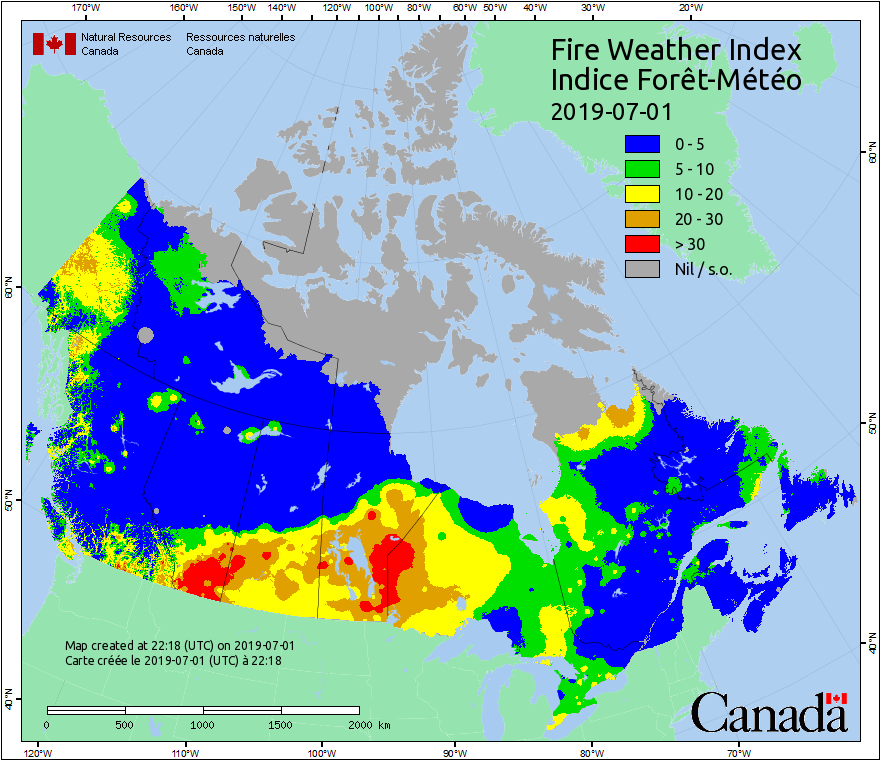 170°W 160°W 150°W 140°W 130°W 120°W 110°W 100°W 90°W 80°W 70°W 60°W 50°W 40°W 30°W 20°W
Natural Resources Ressources naturelles
Canada Canada
Fire Weather Index
Indice Forêt-Météo
2019-07-01
0 - 5
5 - 10
10 - 20
20 - 30
> 30
Nil / s.o.
60°N
60°N
50°N
50°N
40°N
40°N
Map created at 22:18 (UTC) on 2019-07-01
Carte créée le 2019-07-01 (UTC) à 22:18
0 500 1000 1500 2000 km
Canada
120°W 110°W 100°W 90°W 80°W 70°W